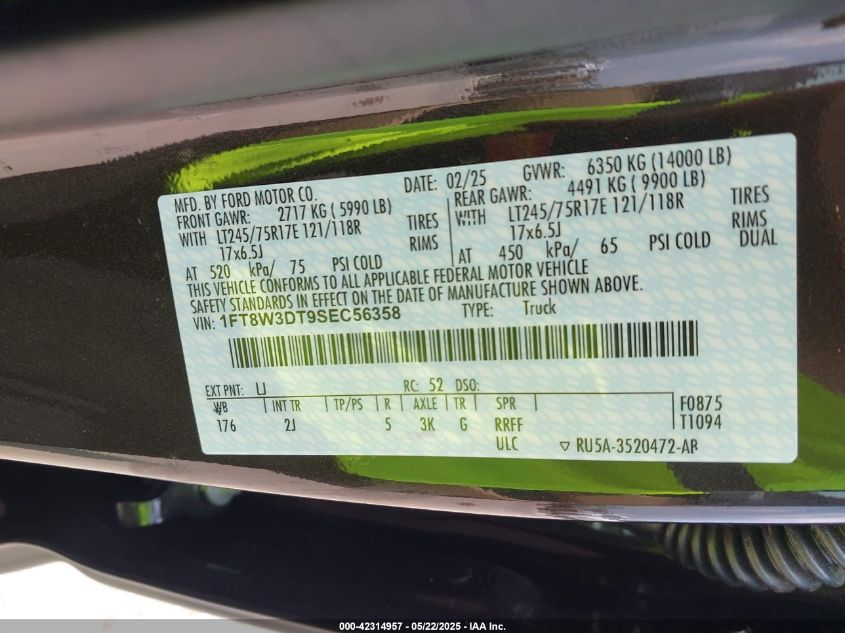 MFD. BY FORD MOTOR CO. DATE: 02/25 GVWR: 6350 KG (14000 LB)
FRONT GAWR: 2717 KG ( 5990 LB) REAR GAWR: 4491 KG ( 9900 LB)
WITH LT245/75R17E 121/118R TIRES WITH LT245/75R17E 121/118R TIRES
17x6.5J RIMS 17x6.5J RIMS
AT 520 kPa/ 75 PSI COLD AT 450 kPa/ 65 PSI COLD DUAL
THIS VEHICLE CONFORMS TO ALL APPLICABLE FEDERAL MOTOR VEHICLE
SAFETY STANDARDS IN EFFECT ON THE DATE OF MANUFACTURE SHOWN ABOVE.
VIN: 1FT8W3DT9SEC56358 TYPE: Truck
EXT PNT: LJ RC: 52 DSO:
WB INT TR TP/PS R AXLE TR SPR F0875
176 2J 5 3K G RRFF T1094
ULC ▽ RU5A-3520472-AB
000-42314957 - 05/22/2025 - IAA Inc.